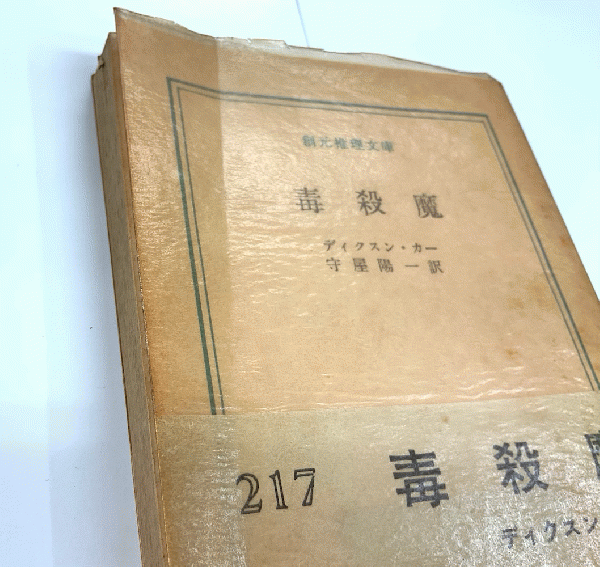 創元推理文庫
毒殺魔
ディクスン・カー
守屋陽一訳
217 毒殺
ディクスン